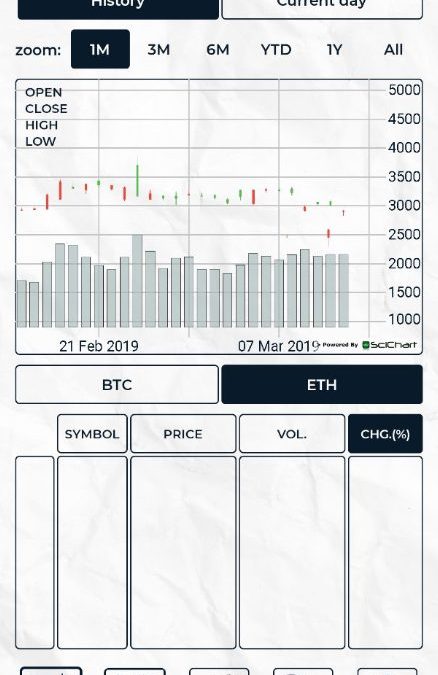 History Current day
zoom: 1M 3M 6M YTD 1Y All
OPEN
CLOSE
HIGH
LOW
5000
4500
4000
3500
3000
2500
2000
1500
1000
21 Feb 2019 07 Mar 2019 Powered By SciChart
BTC ETH
SYMBOL PRICE VOL. CHG.(%)